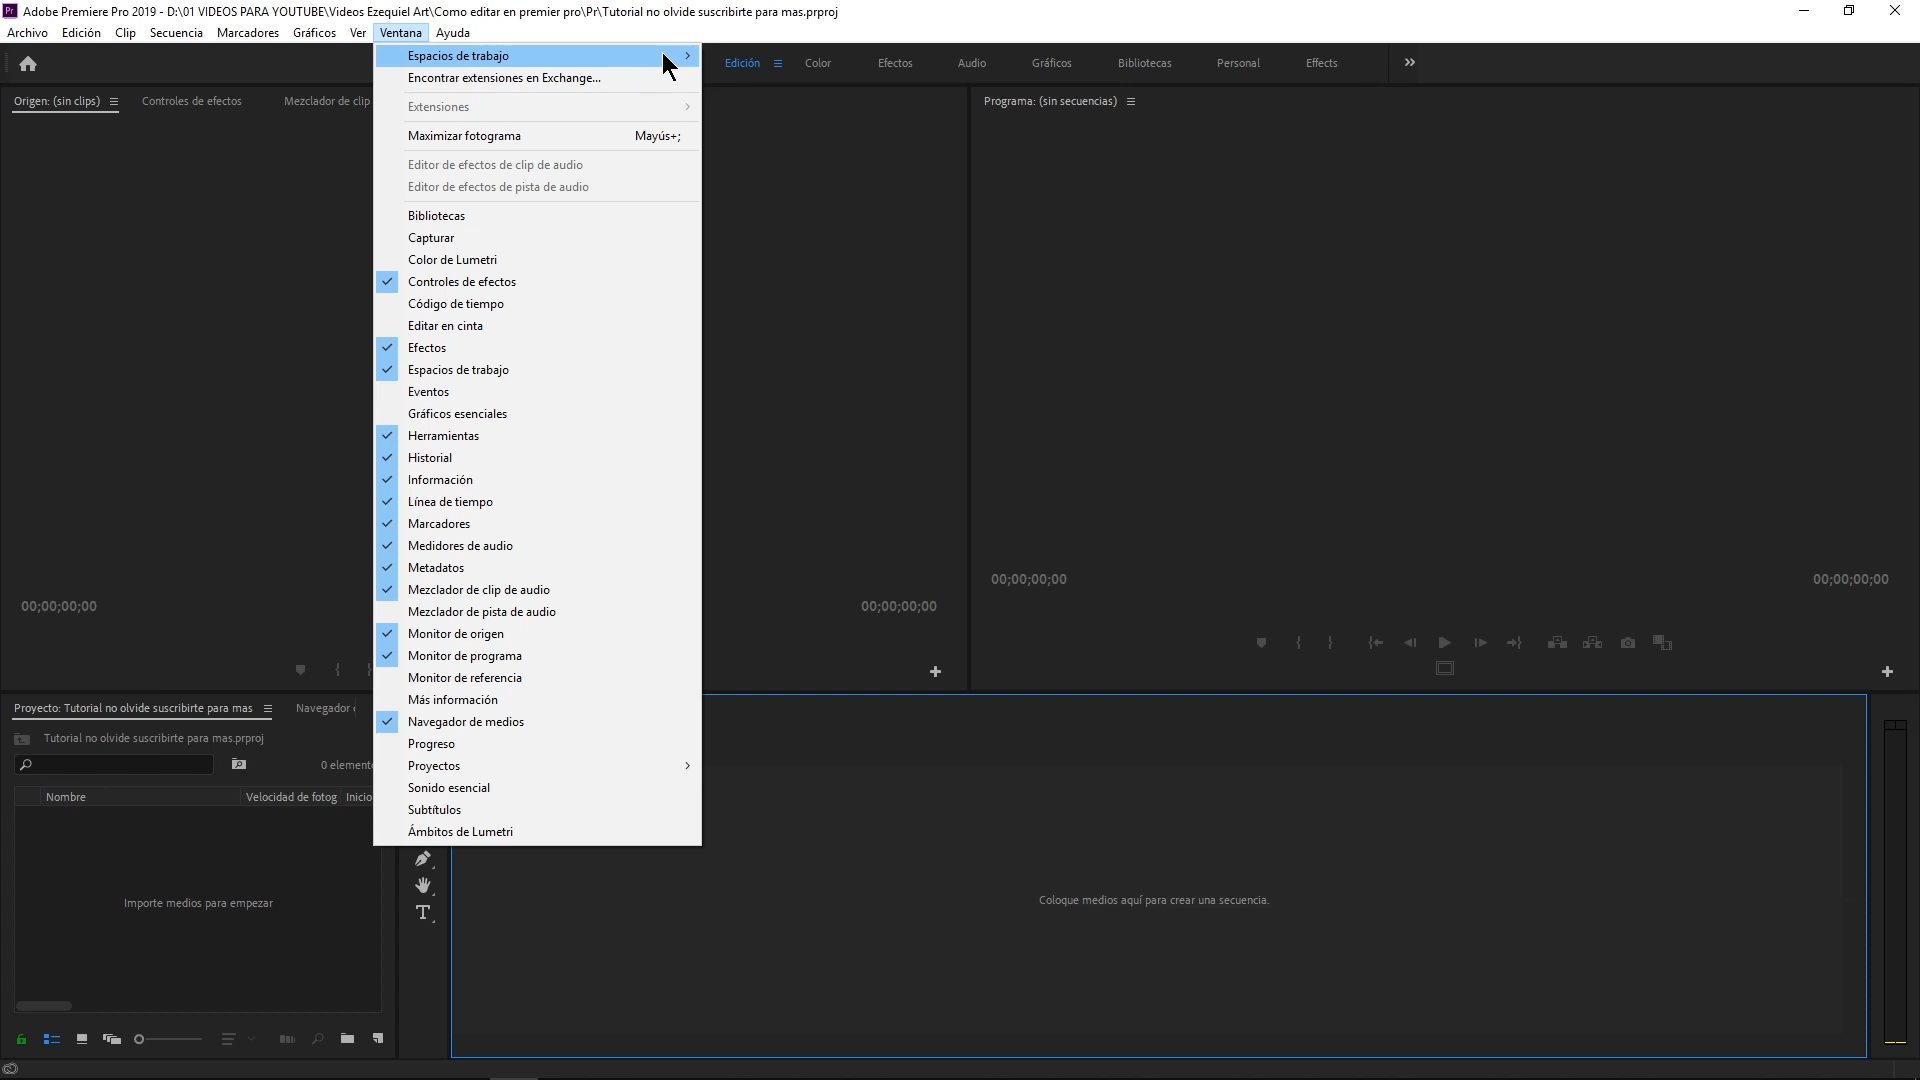 Adobe Premiere Pro 2019 - D:\01 VIDEOS PARA YOUTUBE\Videos Ezequiel Art\Como editar en premier pro\Pr\Tutorial no olvide suscribirte para mas.prproj
Archivo Edición Clip Secuencia Marcadores Gráficos Ver Ventana Ayuda
Edición Color Efectos Audio Gráficos Bibliotecas Personal Effects
Origen: (sin clips) Controles de efectos Mezclador de clip
Programa: (sin secuencias)
Espacios de trabajo
Encontrar extensiones en Exchange...
Extensiones
Maximizar fotograma Mayús+;
Editor de efectos de clip de audio
Editor de efectos de pista de audio
Bibliotecas
Capturar
Color de Lumetri
Controles de efectos
Código de tiempo
Editar en cinta
Efectos
Espacios de trabajo
Eventos
Gráficos esenciales
Herramientas
Historial
Información
Línea de tiempo
Marcadores
Medidores de audio
Metadatos
Mezclador de clip de audio
Mezclador de pista de audio
Monitor de origen
Monitor de programa
Monitor de referencia
Más información
Navegador de medios
Progreso
Proyectos
Sonido esencial
Subtítulos
Ámbitos de Lumetri
00;00;00;00 00;00;00;00
00;00;00;00 00;00;00;00
Proyecto: Tutorial no olvide suscribirte para mas Navegador
Tutorial no olvide suscribirte para mas.prproj
0 element
Nombre Velocidad de fotog Inicio
Importe medios para empezar
Coloque medios aquí para crear una secuencia.